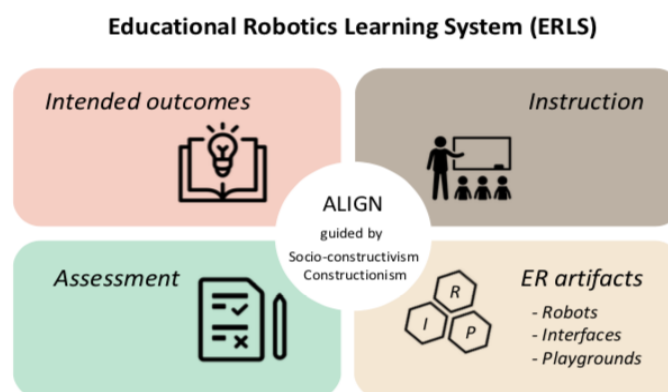 Educational Robotics Learning System (ERLS)
Intended outcomes
Instruction
ALIGN
guided by
Socio-constructivism
Constructionism
Assessment
ER artifacts
R
I
P
- Robots
- Interfaces
- Playgrounds